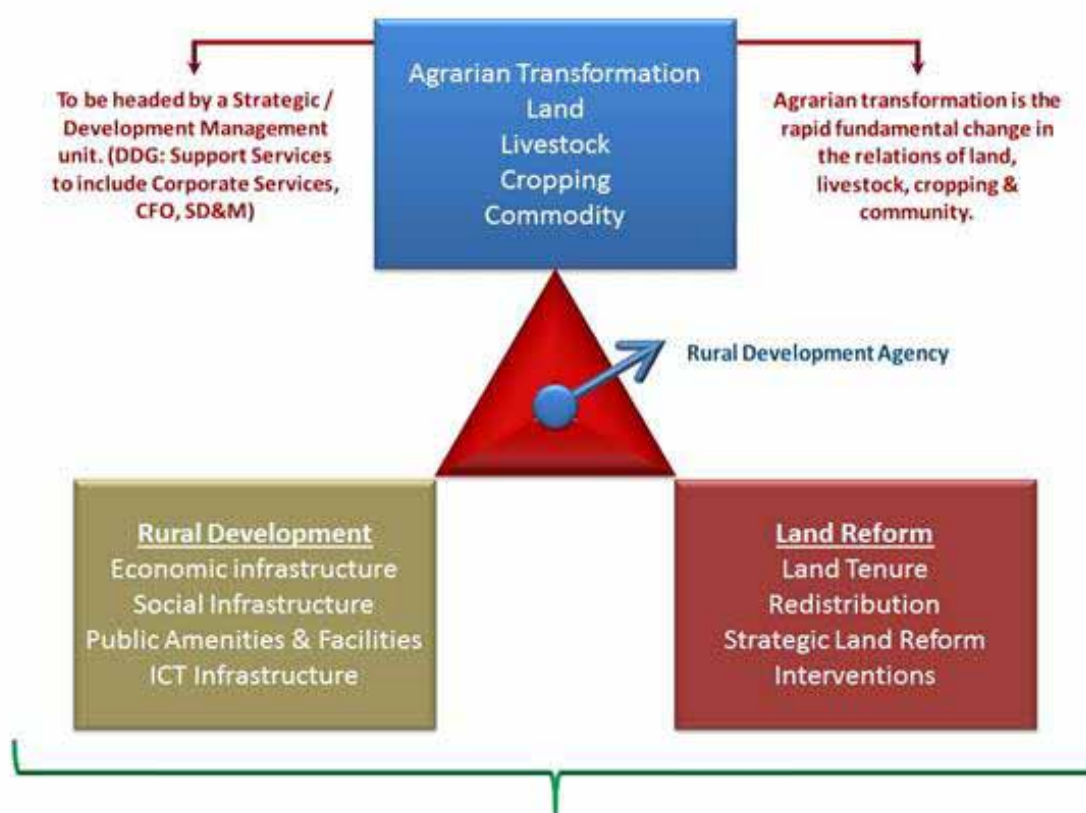 Agrarian Transformation
Land
Livestock
Cropping
Commodity
To be headed by a Strategic /
Development Management
unit. (DDG: Support Services
to include Corporate Services,
CFO, SD&M)
Agrarian transformation is the
rapid fundamental change in
the relations of land,
livestock, cropping &
community.
Rural Development Agency
Rural Development
Economic infrastructure
Social Infrastructure
Public Amenities & Facilities
ICT Infrastructure
Land Reform
Land Tenure
Redistribution
Strategic Land Reform
Interventions